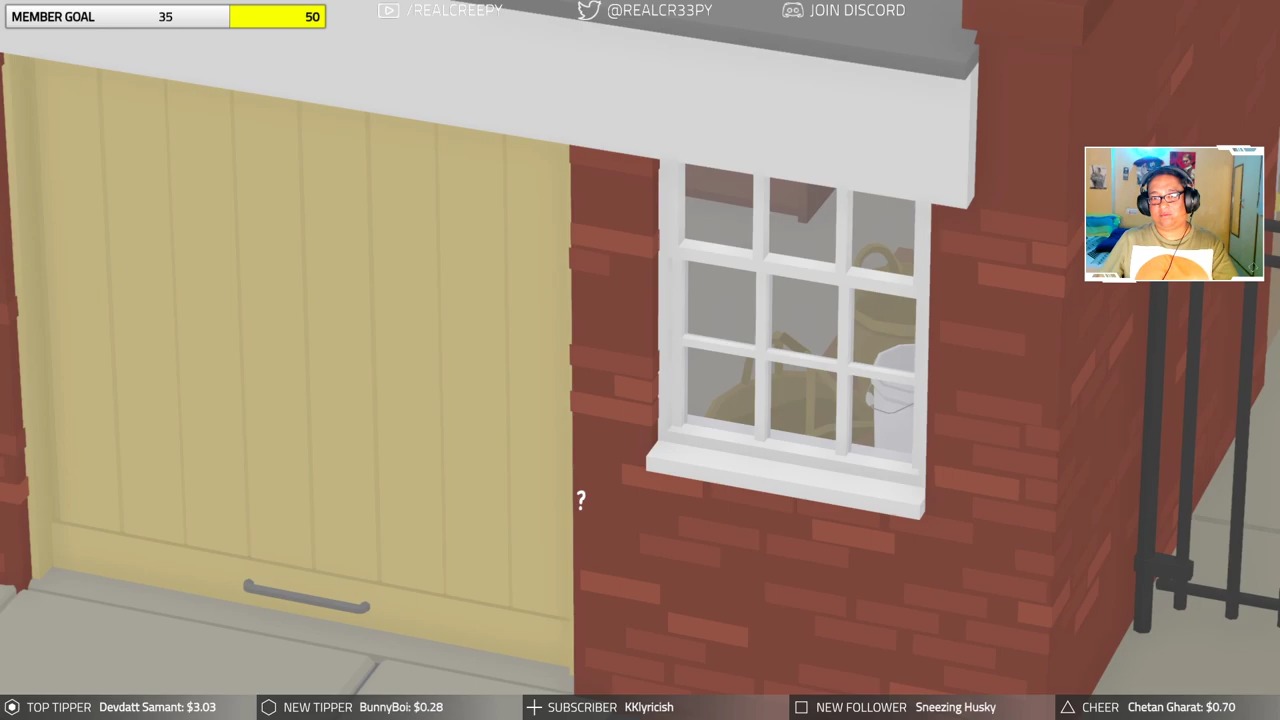 MEMBER GOAL 35 50
/REALCREEPY
@REALCR33PY
JOIN DISCORD
?
TOP TIPPER Devdatt Samant: $3.03
NEW TIPPER BunnyBoi: $0.28
SUBSCRIBER KKlyricish
NEW FOLLOWER Sneezing Husky
CHEER Chetan Gharat: $0.70